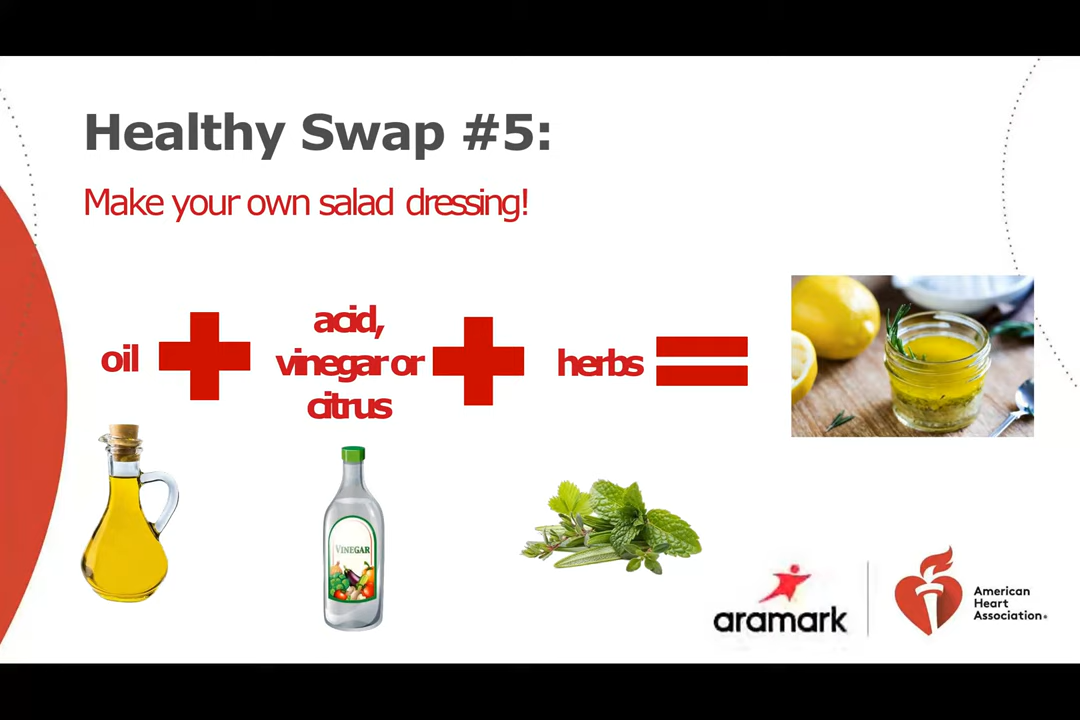 Healthy Swap #5:
Make your own salad dressing!
oil
acid,
vinegar or
citrus
herbs
VINEGAR
aramark
American
Heart
Association®